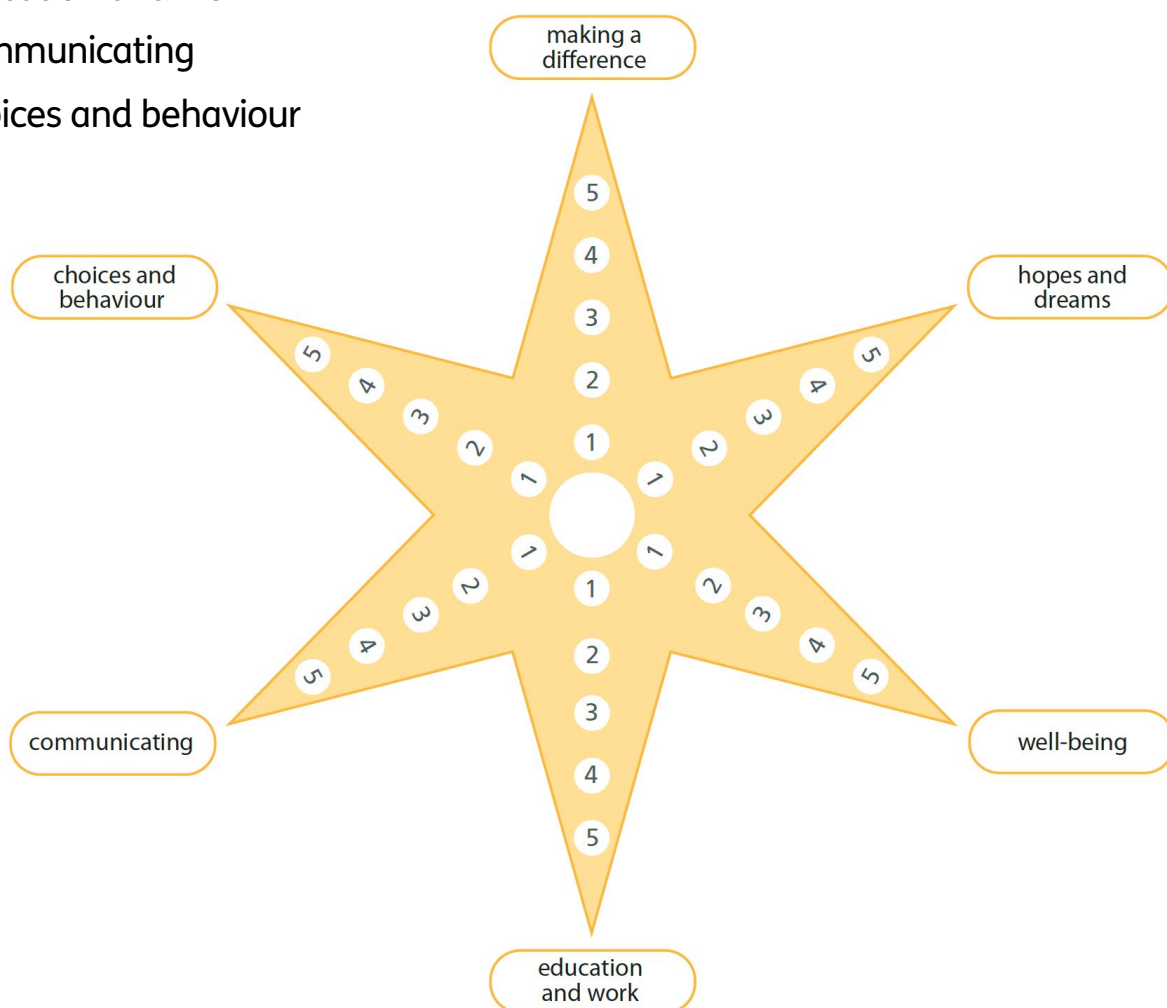 mmunicating
ices and behaviour
making a
difference
choices and
behaviour
hopes and
dreams
5
4
3
2
1
5
4
3
2
1
5
4
3
2
1
1
2
3
4
5
1
2
3
4
5
1
2
3
4
5
communicating
well-being
education
and work